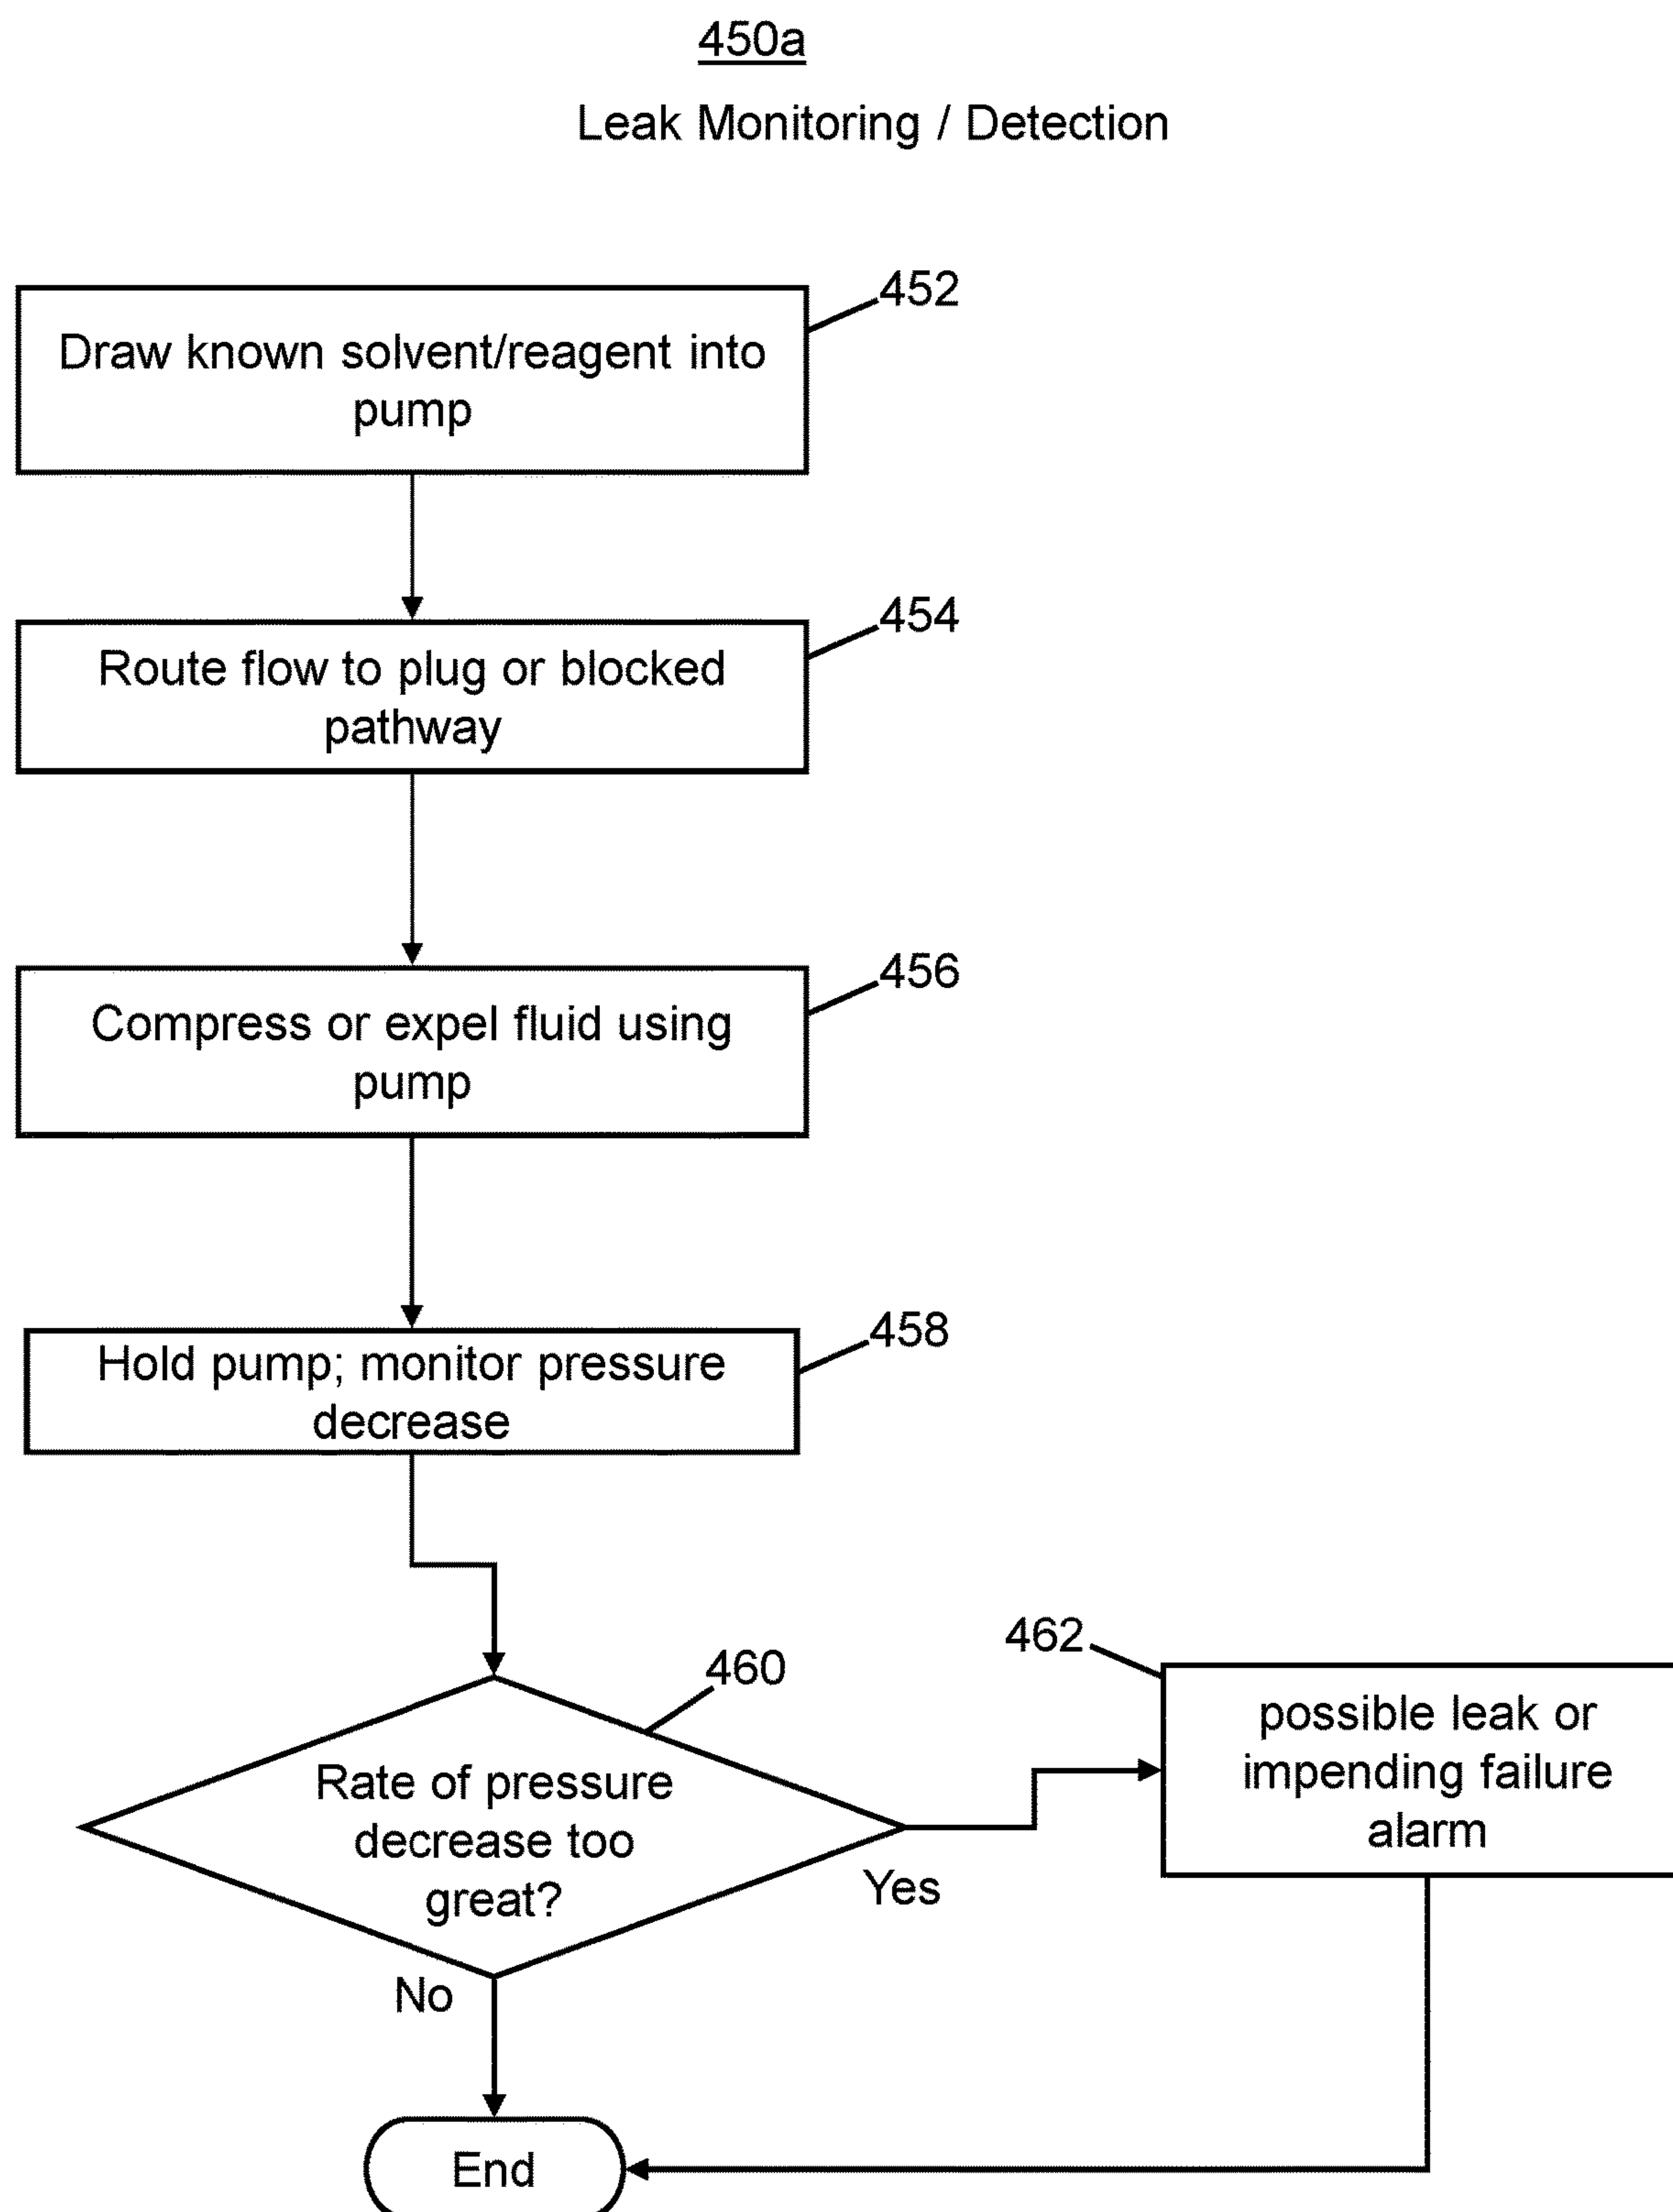 450a
Leak Monitoring / Detection
452
Draw known solvent/reagent into
pump
454
Route flow to plug or blocked
pathway
456
Compress or expel fluid using
pump
458
Hold pump; monitor pressure
decrease
460
Rate of pressure
decrease too
great?
Yes
462
possible leak or
impending failure
alarm
No
End